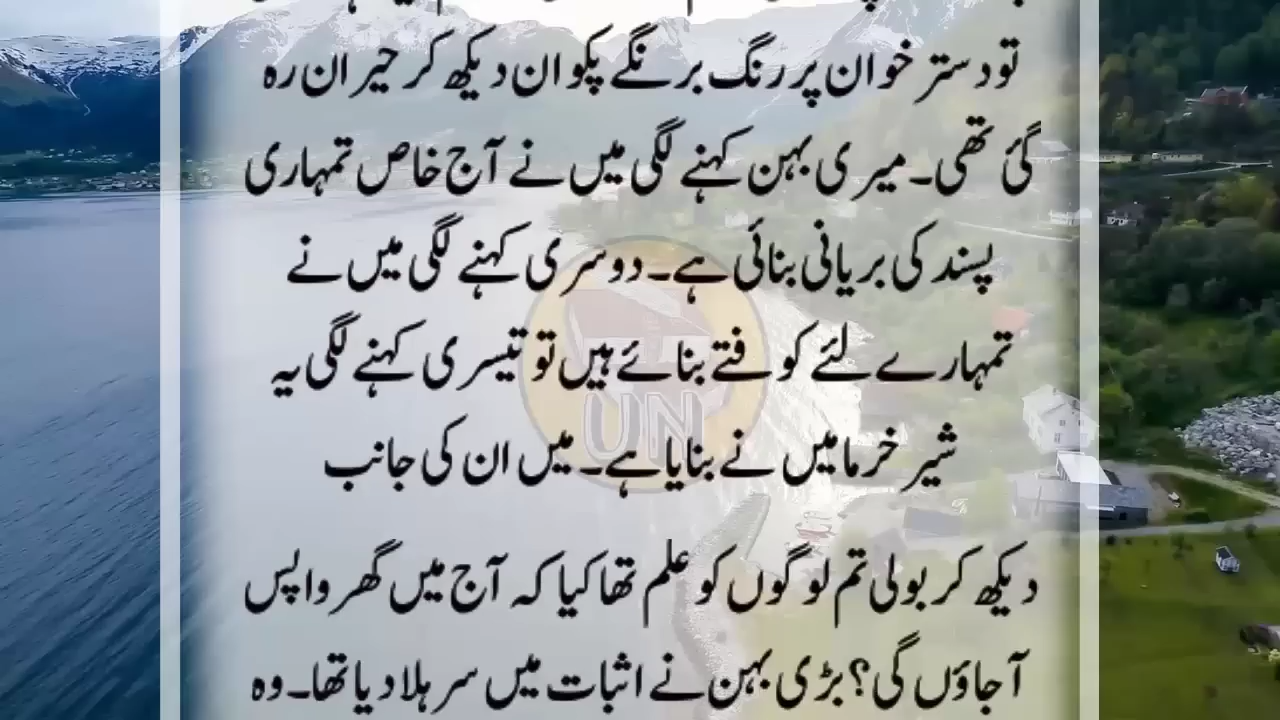 تو دستر خوان پر رنگ برنگے پکوان دیکھ کر حیران رہ
گئ تھی۔ میری بہن کہنے لگی میں نے آج خاص تمہاری
پسند کی بریانی بنائی ہے۔ دوسری کہنے لگی میں نے
تمہارے لئے کوفتے بنائے ہیں تو تیسری کہنے لگی یہ
شیر خرما میں نے بنایا ہے۔ میں ان کی جانب
دیکھ کر بولی تم لوگوں کو علم تھا کیا کہ آج میں گھر واپس
آجاؤں گی؟ بڑی بہن نے اثبات میں سر ہلا دیا تھا۔ وہ
UN